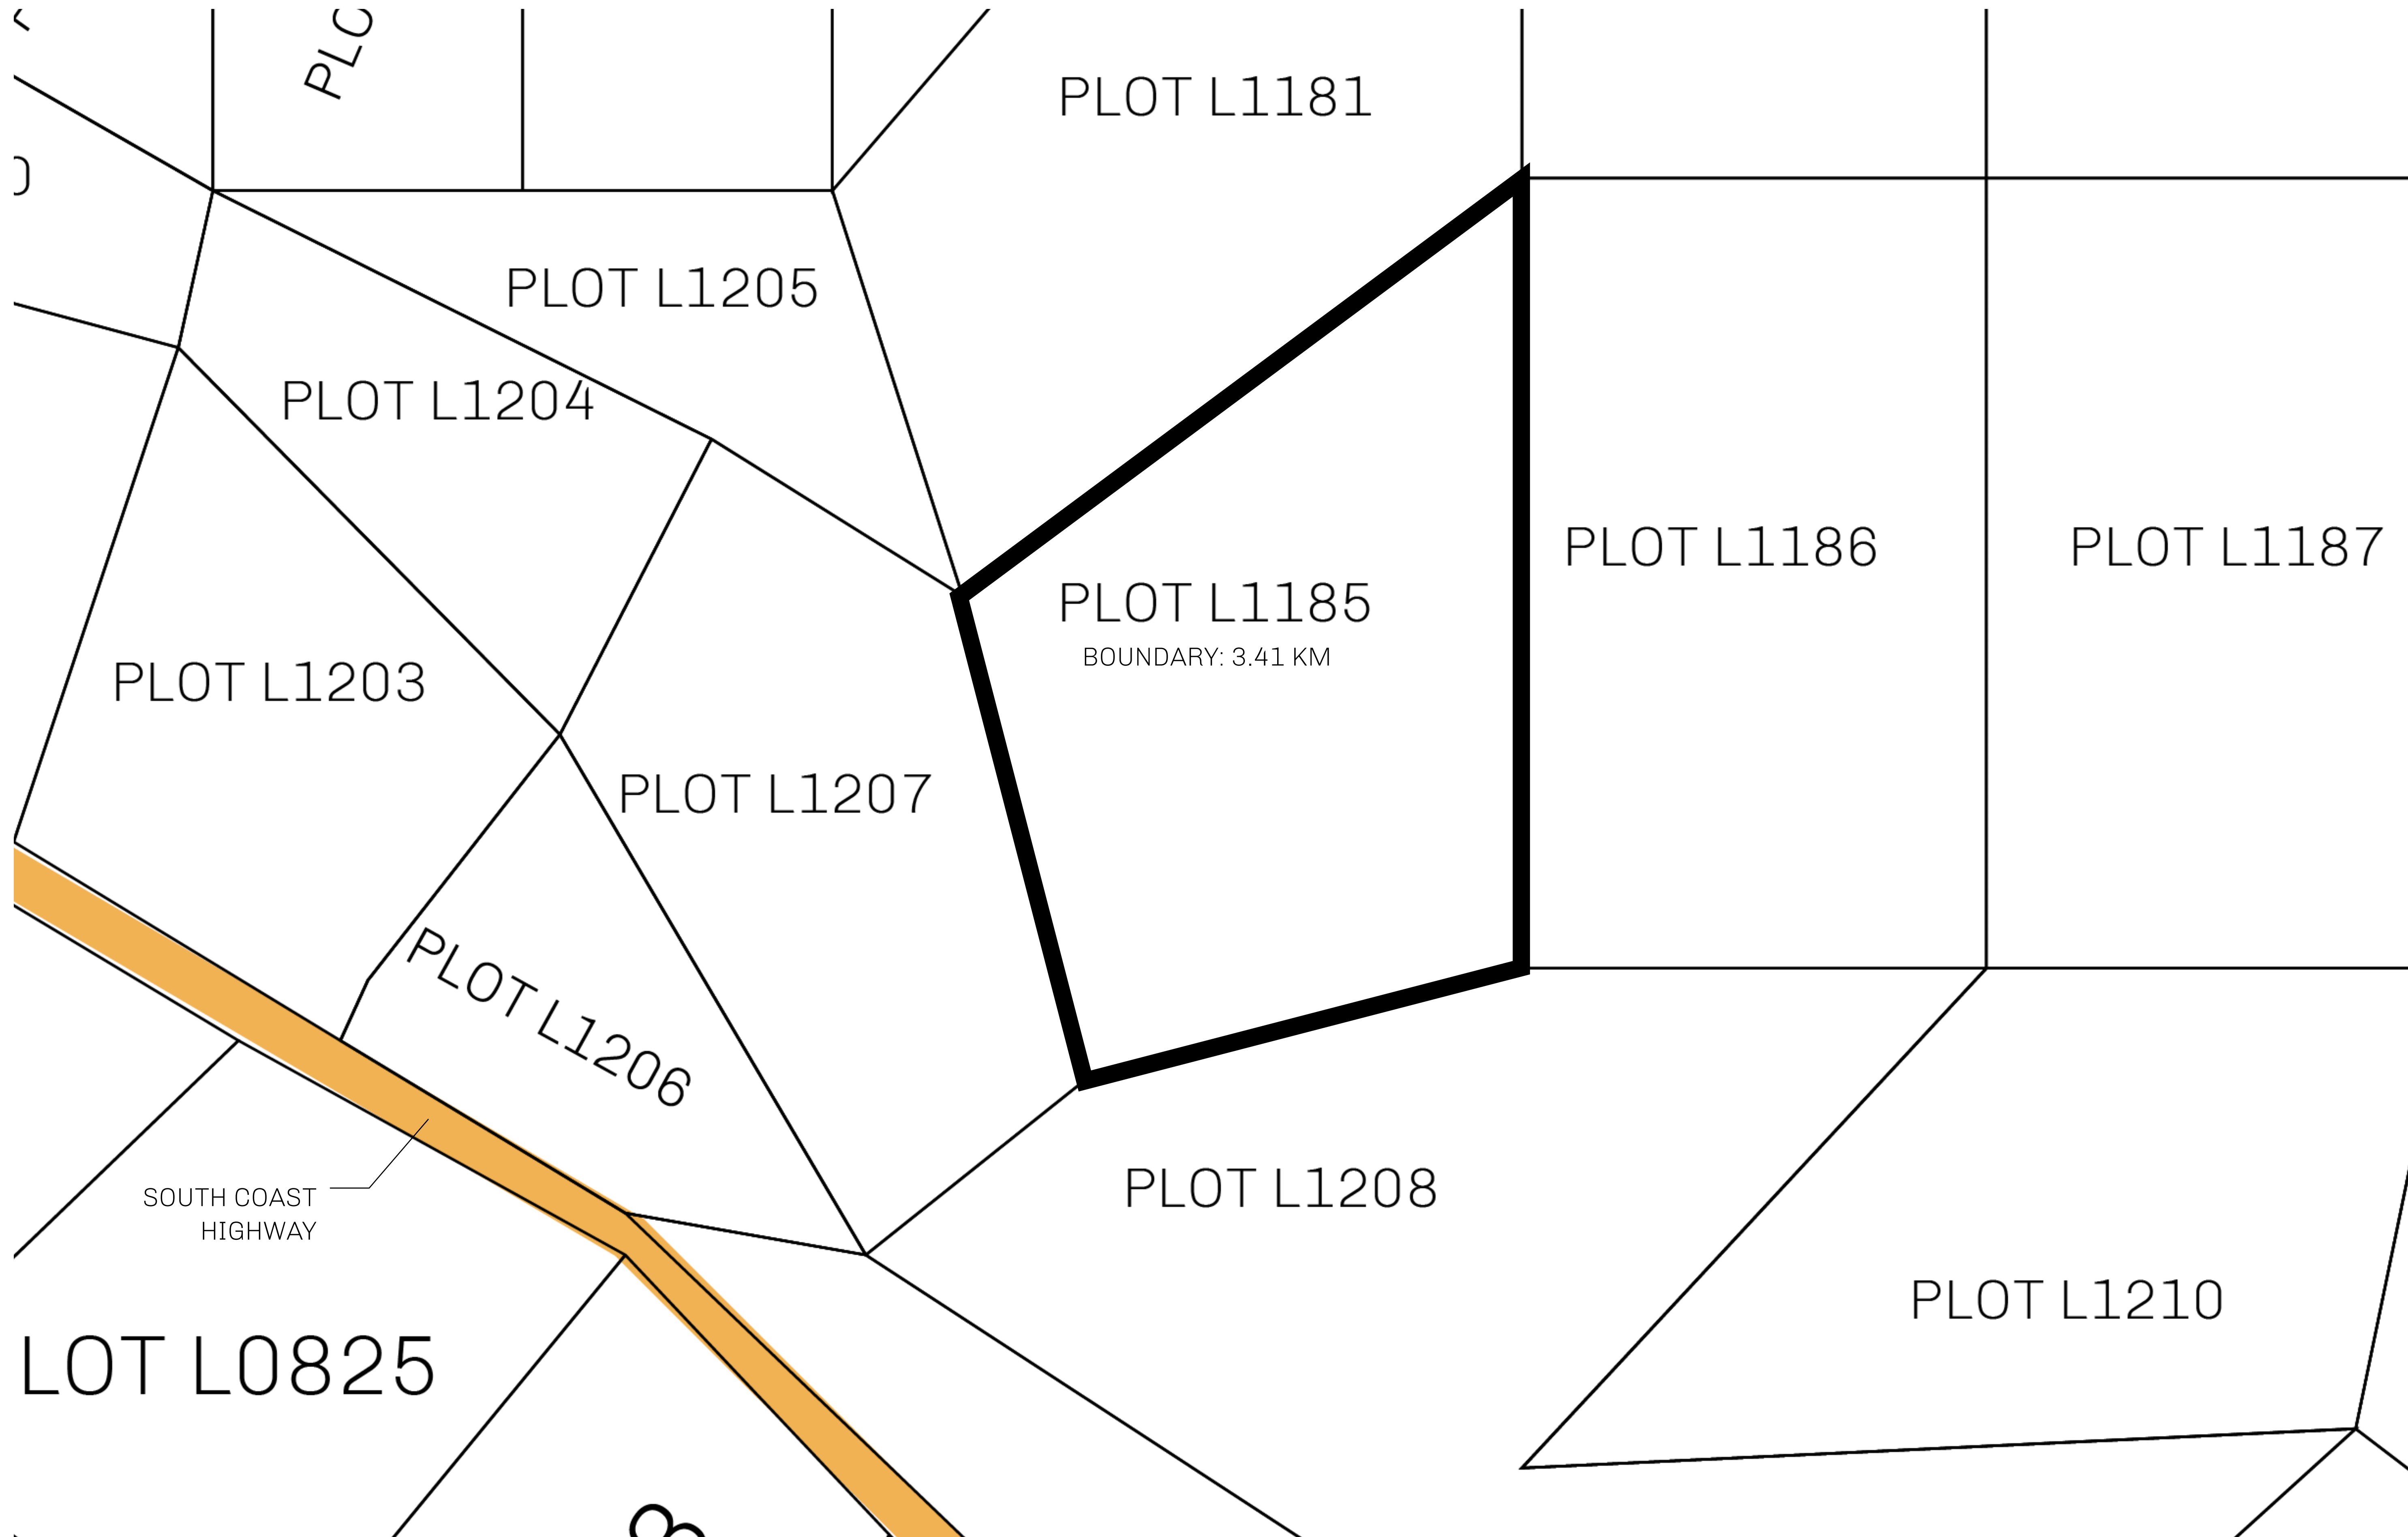 PLOT L1181
PLOT L1205
PLOT L1204
PLOT L1186
PLOT L1187
PLOT L1185
BOUNDARY: 3.41 KM
PLOT L1203
PLOT L1207
PLOT L1206
PLOT L1208
SOUTH COAST
HIGHWAY
PLOT L1210
LOT L0825